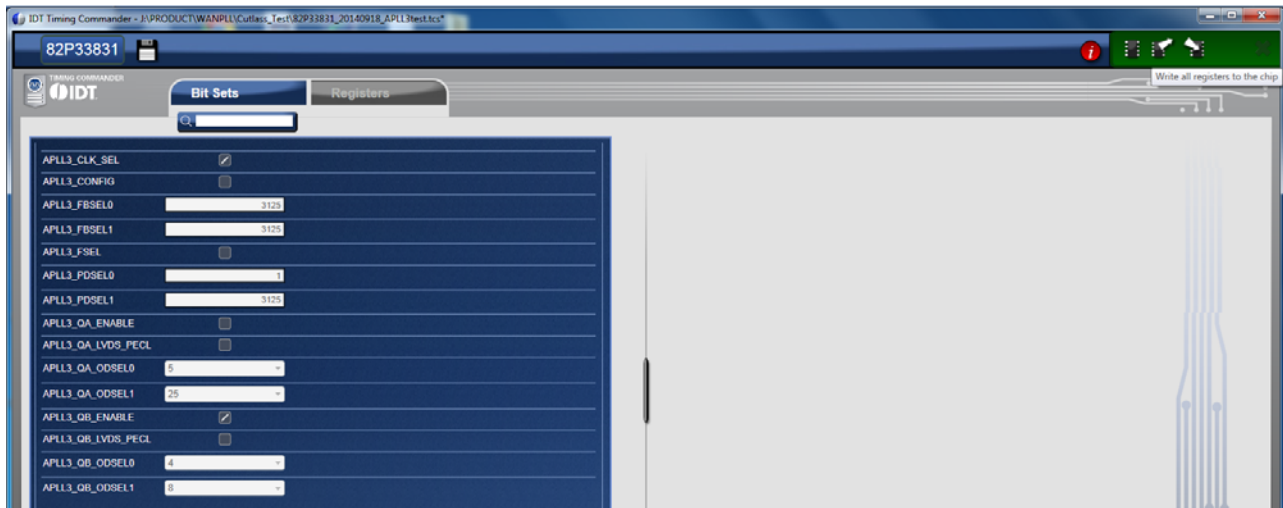 IDT Timing Commander - J:\PRODUCT\WANPLL\Cutlass_Test\82P33831_20140918_APLL3test.tcs*
82P33831
i
Write all registers to the chip
TIMING COMMANDER
IDT
Bit Sets
Registers
APLL3_CLK_SEL
APLL3_CONFIG
APLL3_FBSEL0 3125
APLL3_FBSEL1 3125
APLL3_FSEL
APLL3_PDSEL0 1
APLL3_PDSEL1 3125
APLL3_QA_ENABLE
APLL3_QA_LVDS_PECL
APLL3_QA_ODSEL0 5
APLL3_QA_ODSEL1 25
APLL3_QB_ENABLE
APLL3_QB_LVDS_PECL
APLL3_QB_ODSEL0 4
APLL3_QB_ODSEL1 8